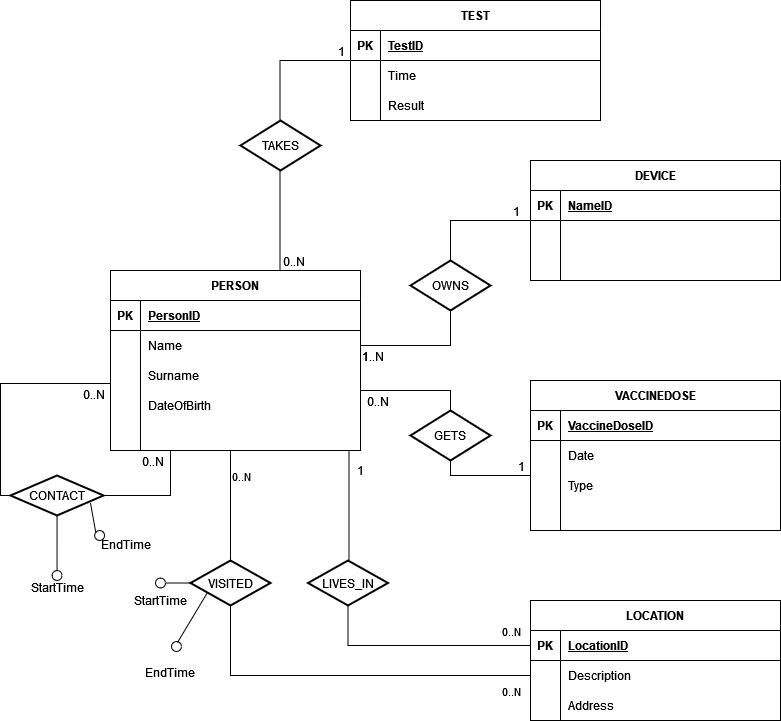 TEST
1
PK TestID
Time
Result
TAKES
0..N
DEVICE
1
PK NameID
OWNS
1..N
PERSON
PK PersonID
Name
Surname
DateOfBirth
0..N
0..N
GETS
1
VACCINEDOSE
PK VaccineDoseID
Date
Type
0..N
CONTACT
EndTime
StartTime
0..N
VISITED
StartTime
EndTime
1
LIVES_IN
0..N
0..N
LOCATION
PK LocationID
Description
Address